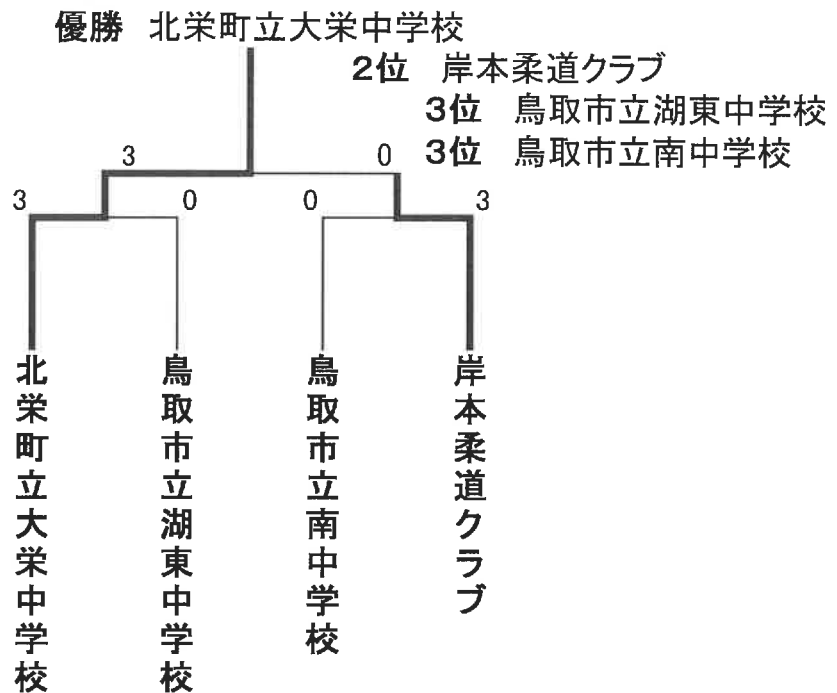 優勝 北栄町立大栄中学校
2位 岸本柔道クラブ
3位 鳥取市立湖東中学校
3位 鳥取市立南中学校
3 0
3 0 0 3
北栄町立大栄中学校
鳥取市立湖東中学校
鳥取市立南中学校
岸本柔道クラブ